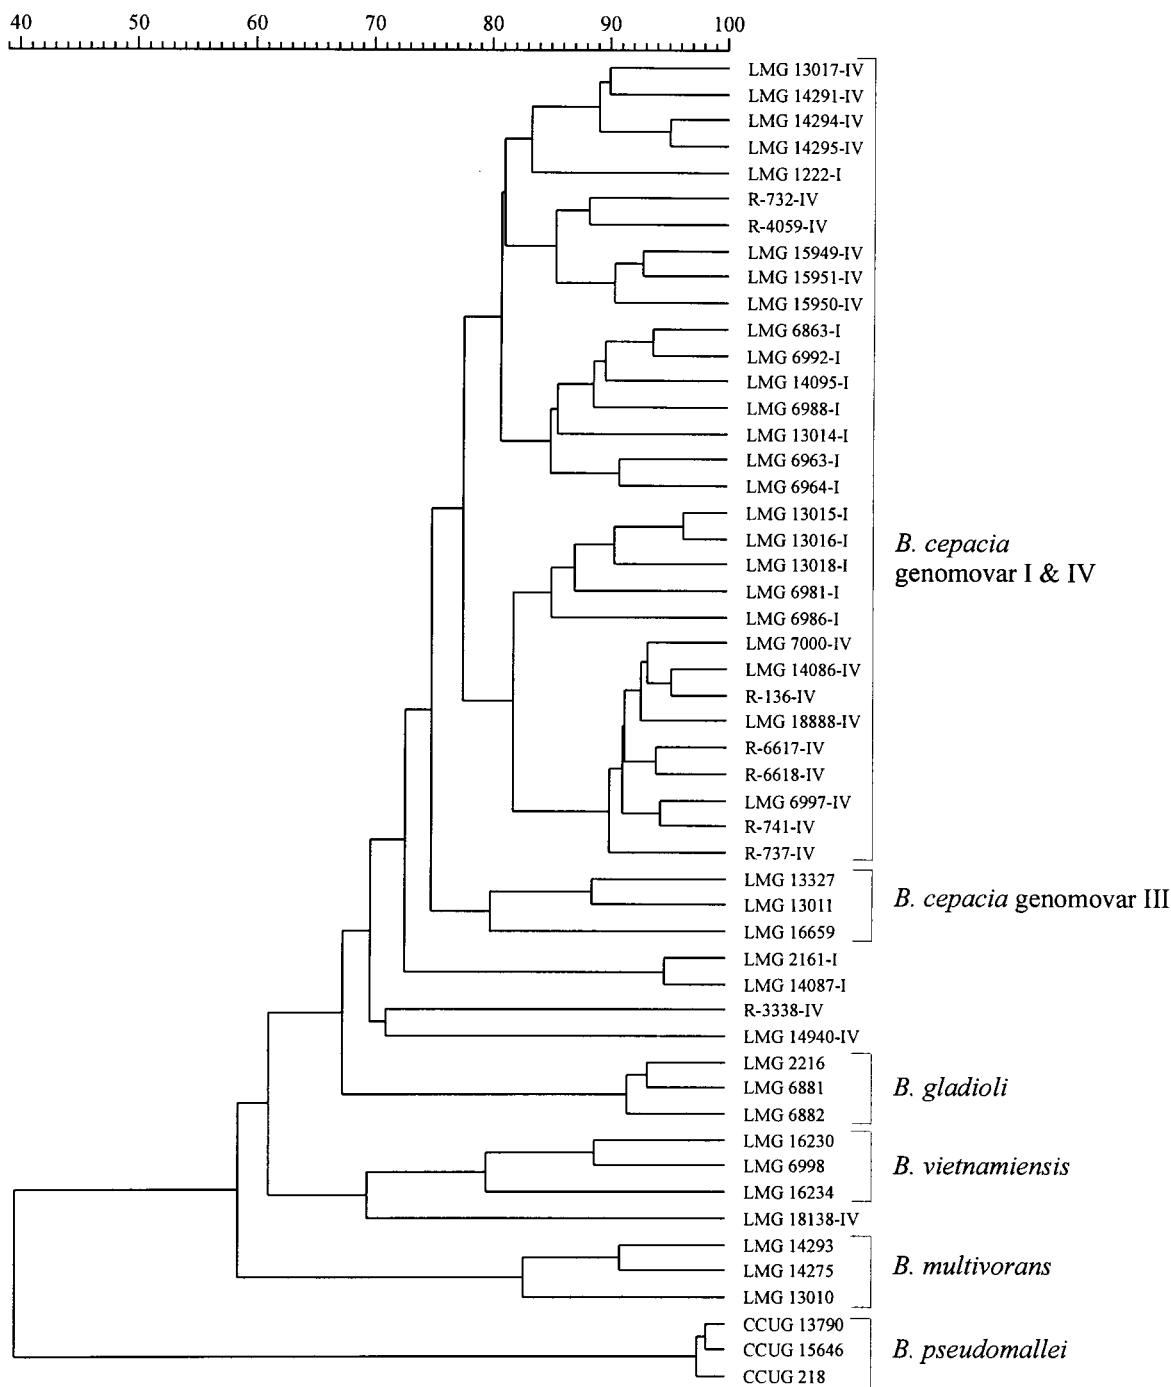 40 50 60 70 80 90 100
LMG 13017-IV
LMG 14291-IV
LMG 14294-IV
LMG 14295-IV
LMG 1222-I
R-732-IV
R-4059-IV
LMG 15949-IV
LMG 15951-IV
LMG 15950-IV
LMG 6863-I
LMG 6992-I
LMG 14095-I
LMG 6988-I
LMG 13014-I
LMG 6963-I
LMG 6964-I
LMG 13015-I
LMG 13016-I
LMG 13018-I
LMG 6981-I
LMG 6986-I
LMG 7000-IV
LMG 14086-IV
R-136-IV
LMG 18888-IV
R-6617-IV
R-6618-IV
LMG 6997-IV
R-741-IV
R-737-IV
B. cepacia
genomovar I & IV
LMG 13327
LMG 13011
LMG 16659
B. cepacia genomovar III
LMG 2161-I
LMG 14087-I
R-3338-IV
LMG 14940-IV
LMG 2216
LMG 6881
LMG 6882
B. gladioli
LMG 16230
LMG 6998
LMG 16234
B. vietnamiensis
LMG 18138-IV
LMG 14293
LMG 14275
LMG 13010
B. multivorans
CCUG 13790
CCUG 15646
CCUG 218
B. pseudomallei